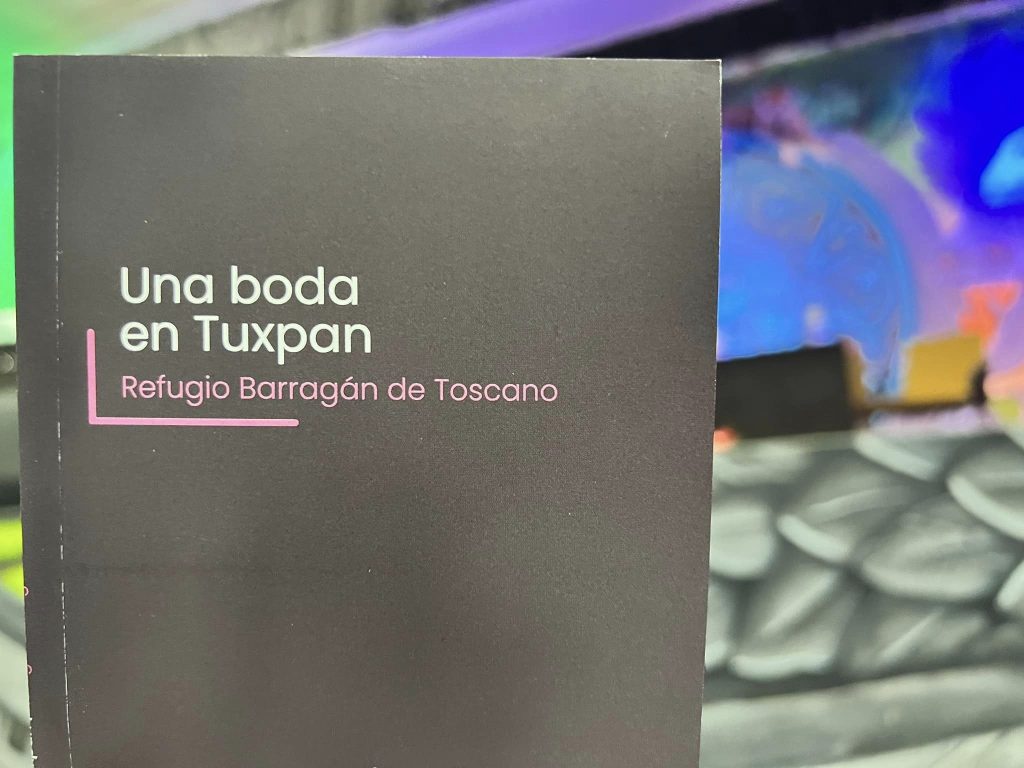 Una boda
en Tuxpan
Refugio Barragán de Toscano